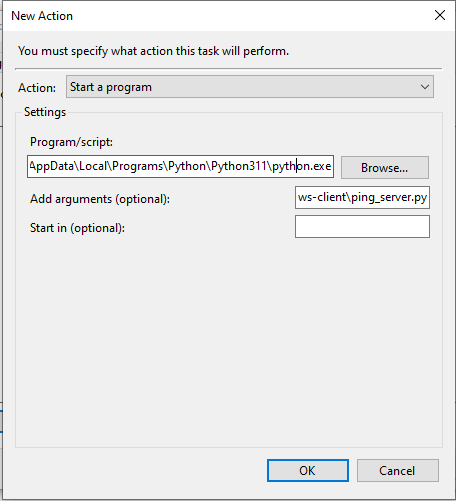 New Action
You must specify what action this task will perform.
Action: Start a program
Settings
Program/script:
AppData\Local\Programs\Python\Python311\python.exe Browse...
Add arguments (optional): ws-client\ping_server.py
Start in (optional):
OK Cancel